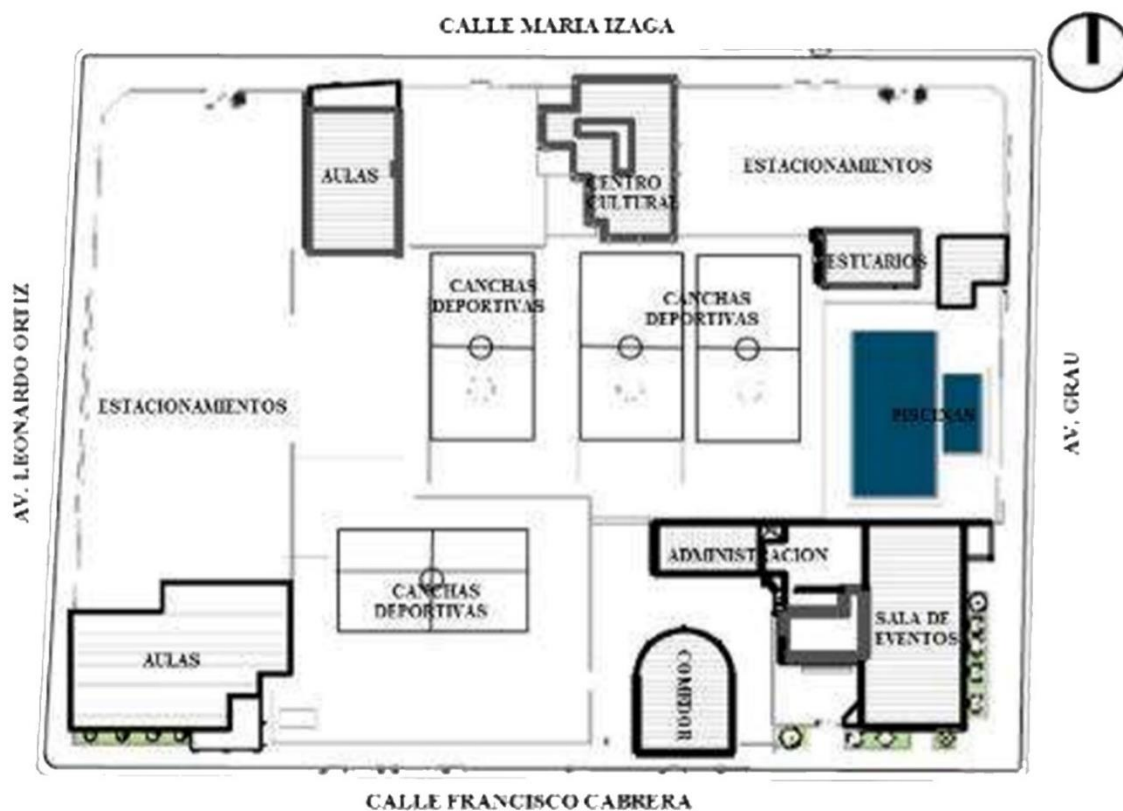 CALLE MARIA IZAGA
AULAS
CENTRO
CULTURAL
ESTACIONAMIENTOS
ESTUARIOS
CANCHAS
DEPORTIVAS
CANCHAS
DEPORTIVAS
AV. LEONARDO ORTIZ
ESTACIONAMIENTOS
PISCINAS
AV. GRAU
ADMINISTRACION
CANCHAS
DEPORTIVAS
SALA DE
EVENTOS
AULAS
COMEDOR
CALLE FRANCISCO CABRERA